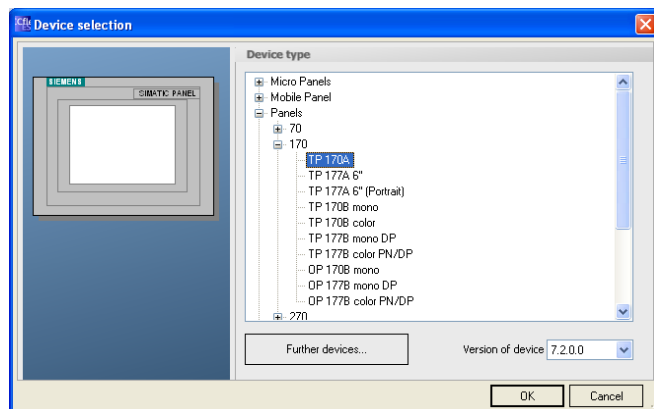 Device selection
Device type
SIEMENS
SIMATIC PANEL
Micro Panels
Mobile Panel
Panels
70
170
TP 170A
TP 177A 6"
TP 177A 6" (Portrait)
TP 170B mono
TP 170B color
TP 177B mono DP
TP 177B color PN/DP
OP 170B mono
OP 177B mono DP
OP 177B color PN/DP
270
Further devices...
Version of device 7.2.0.0
OK
Cancel